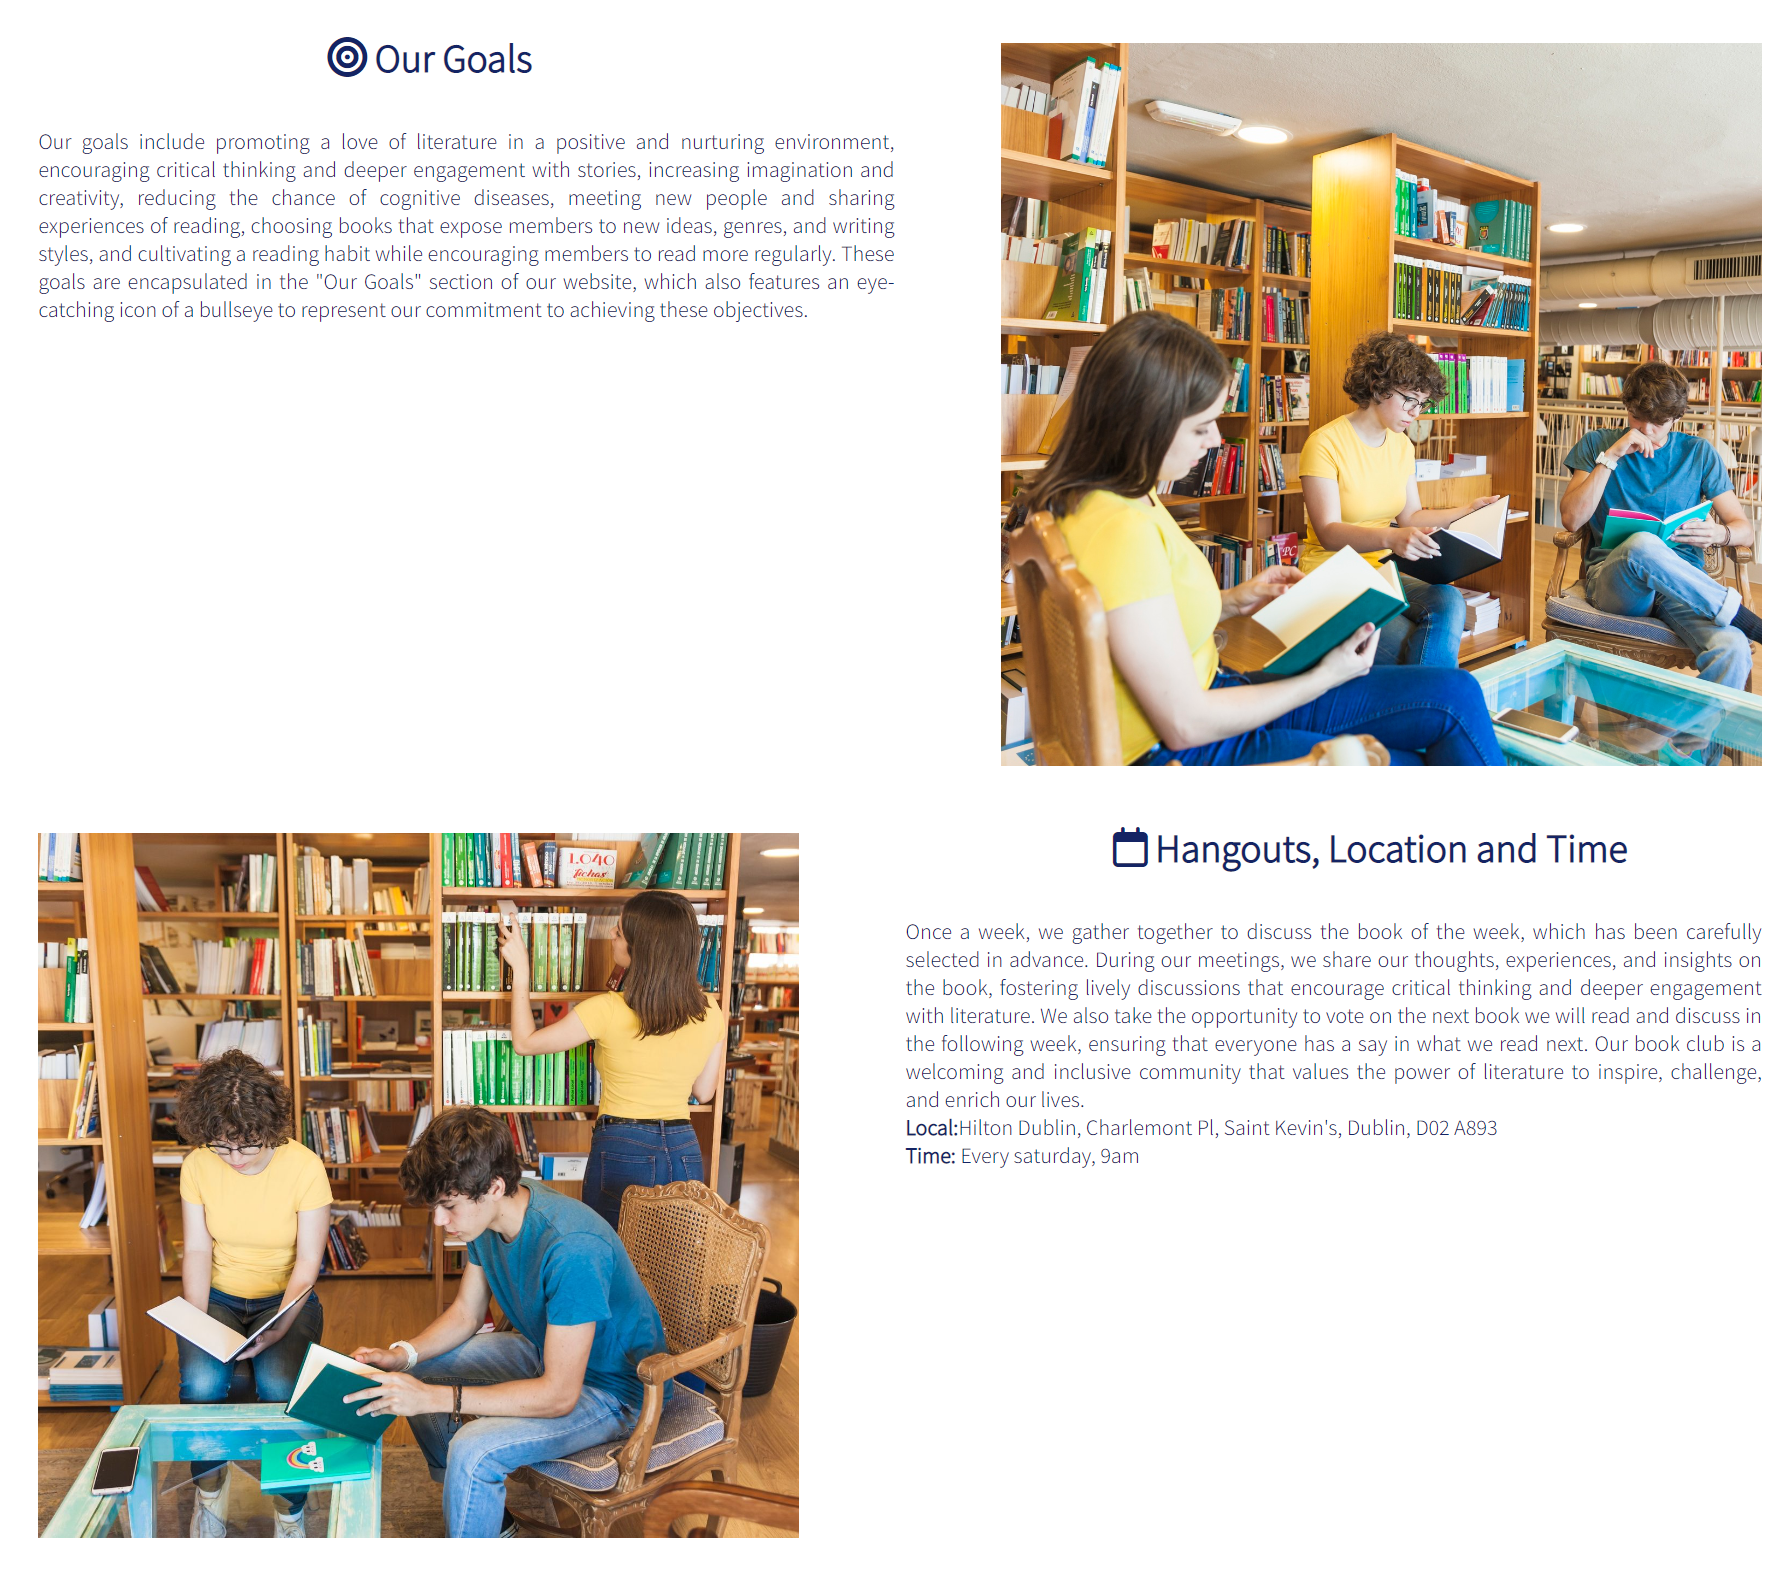 Our Goals
Our goals include promoting a love of literature in a positive and nurturing environment,
encouraging critical thinking and deeper engagement with stories, increasing imagination and
creativity, reducing the chance of cognitive diseases, meeting new people and sharing
experiences of reading, choosing books that expose members to new ideas, genres, and writing
styles, and cultivating a reading habit while encouraging members to read more regularly. These
goals are encapsulated in the "Our Goals" section of our website, which also features an eye-
catching icon of a bullseye to represent our commitment to achieving these objectives.
Hangouts, Location and Time
Once a week, we gather together to discuss the book of the week, which has been carefully
selected in advance. During our meetings, we share our thoughts, experiences, and insights on
the book, fostering lively discussions that encourage critical thinking and deeper engagement
with literature. We also take the opportunity to vote on the next book we will read and discuss in
the following week, ensuring that everyone has a say in what we read next. Our book club is a
welcoming and inclusive community that values the power of literature to inspire, challenge,
and enrich our lives.
Local:Hilton Dublin, Charlemont Pl, Saint Kevin's, Dublin, D02 A893
Time: Every saturday, 9am
1.040
fichas